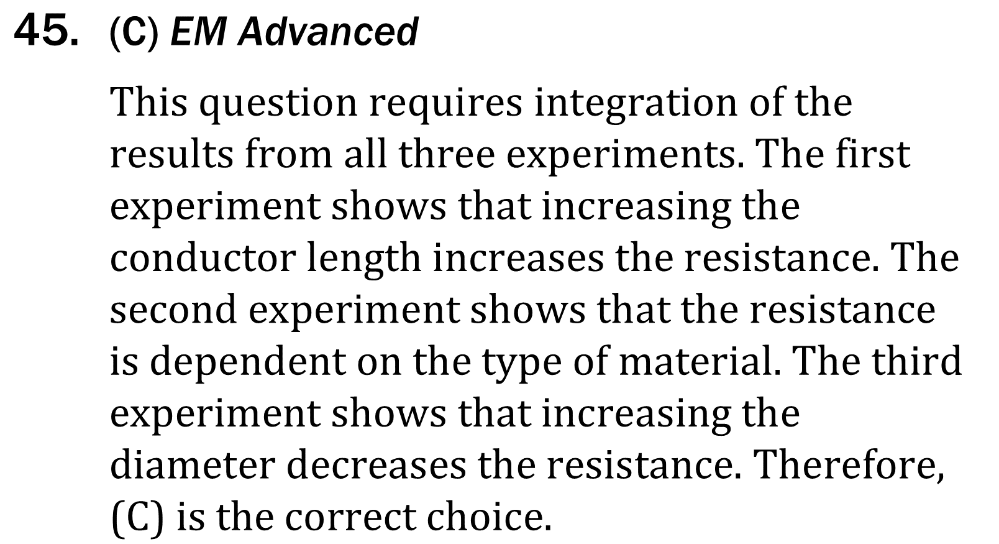 45. (C) EM Advanced
This question requires integration of the
results from all three experiments. The first
experiment shows that increasing the
conductor length increases the resistance. The
second experiment shows that the resistance
is dependent on the type of material. The third
experiment shows that increasing the
diameter decreases the resistance. Therefore,
(C) is the correct choice.